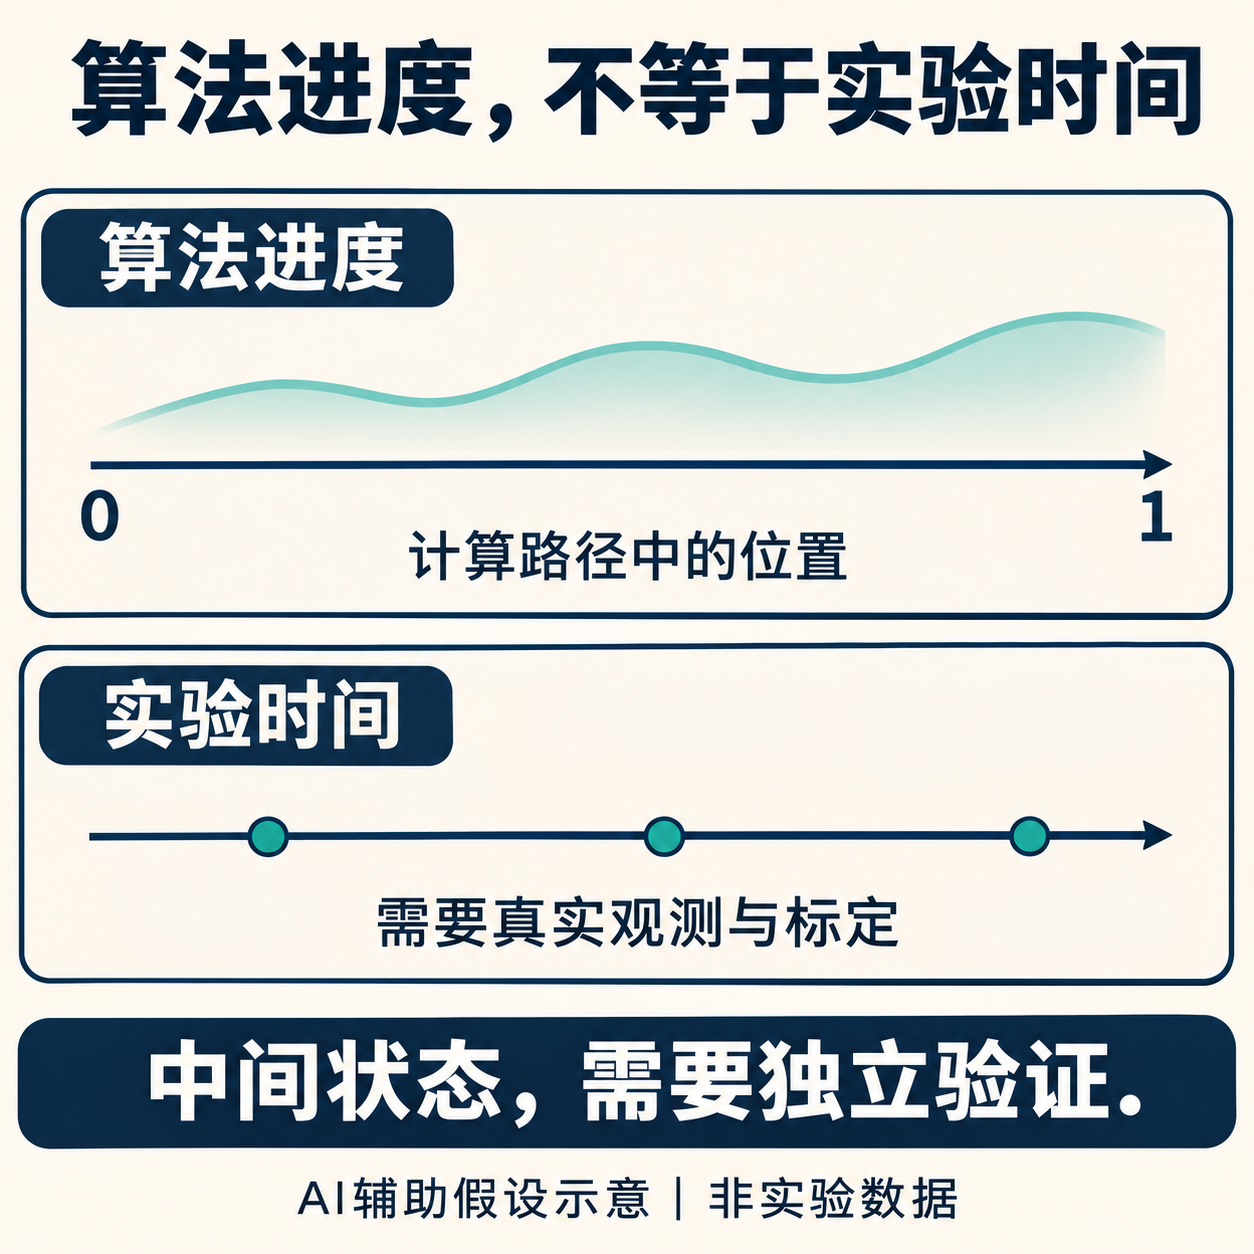 算法进度，不等于实验时间
算法进度
0
1
计算路径中的位置
实验时间
需要真实观测与标定
中间状态，需要独立验证.
AI辅助假设示意｜非实验数据